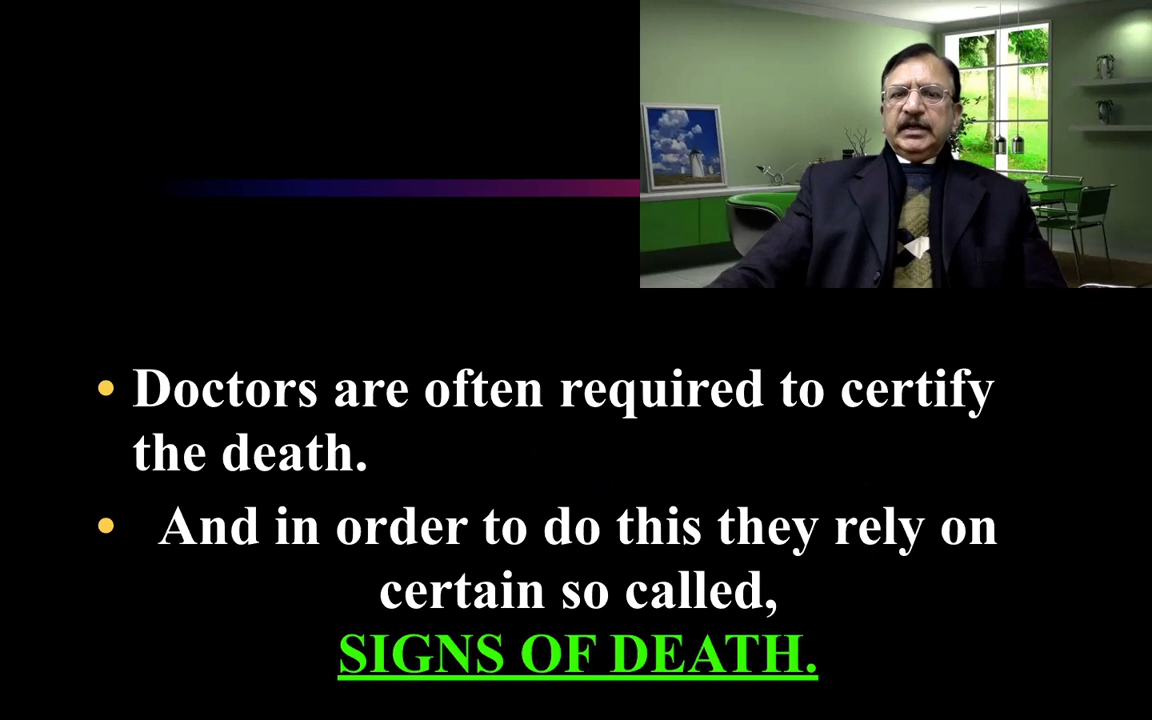 • Doctors are often required to certify
the death.
• And in order to do this they rely on
certain so called,
SIGNS OF DEATH.